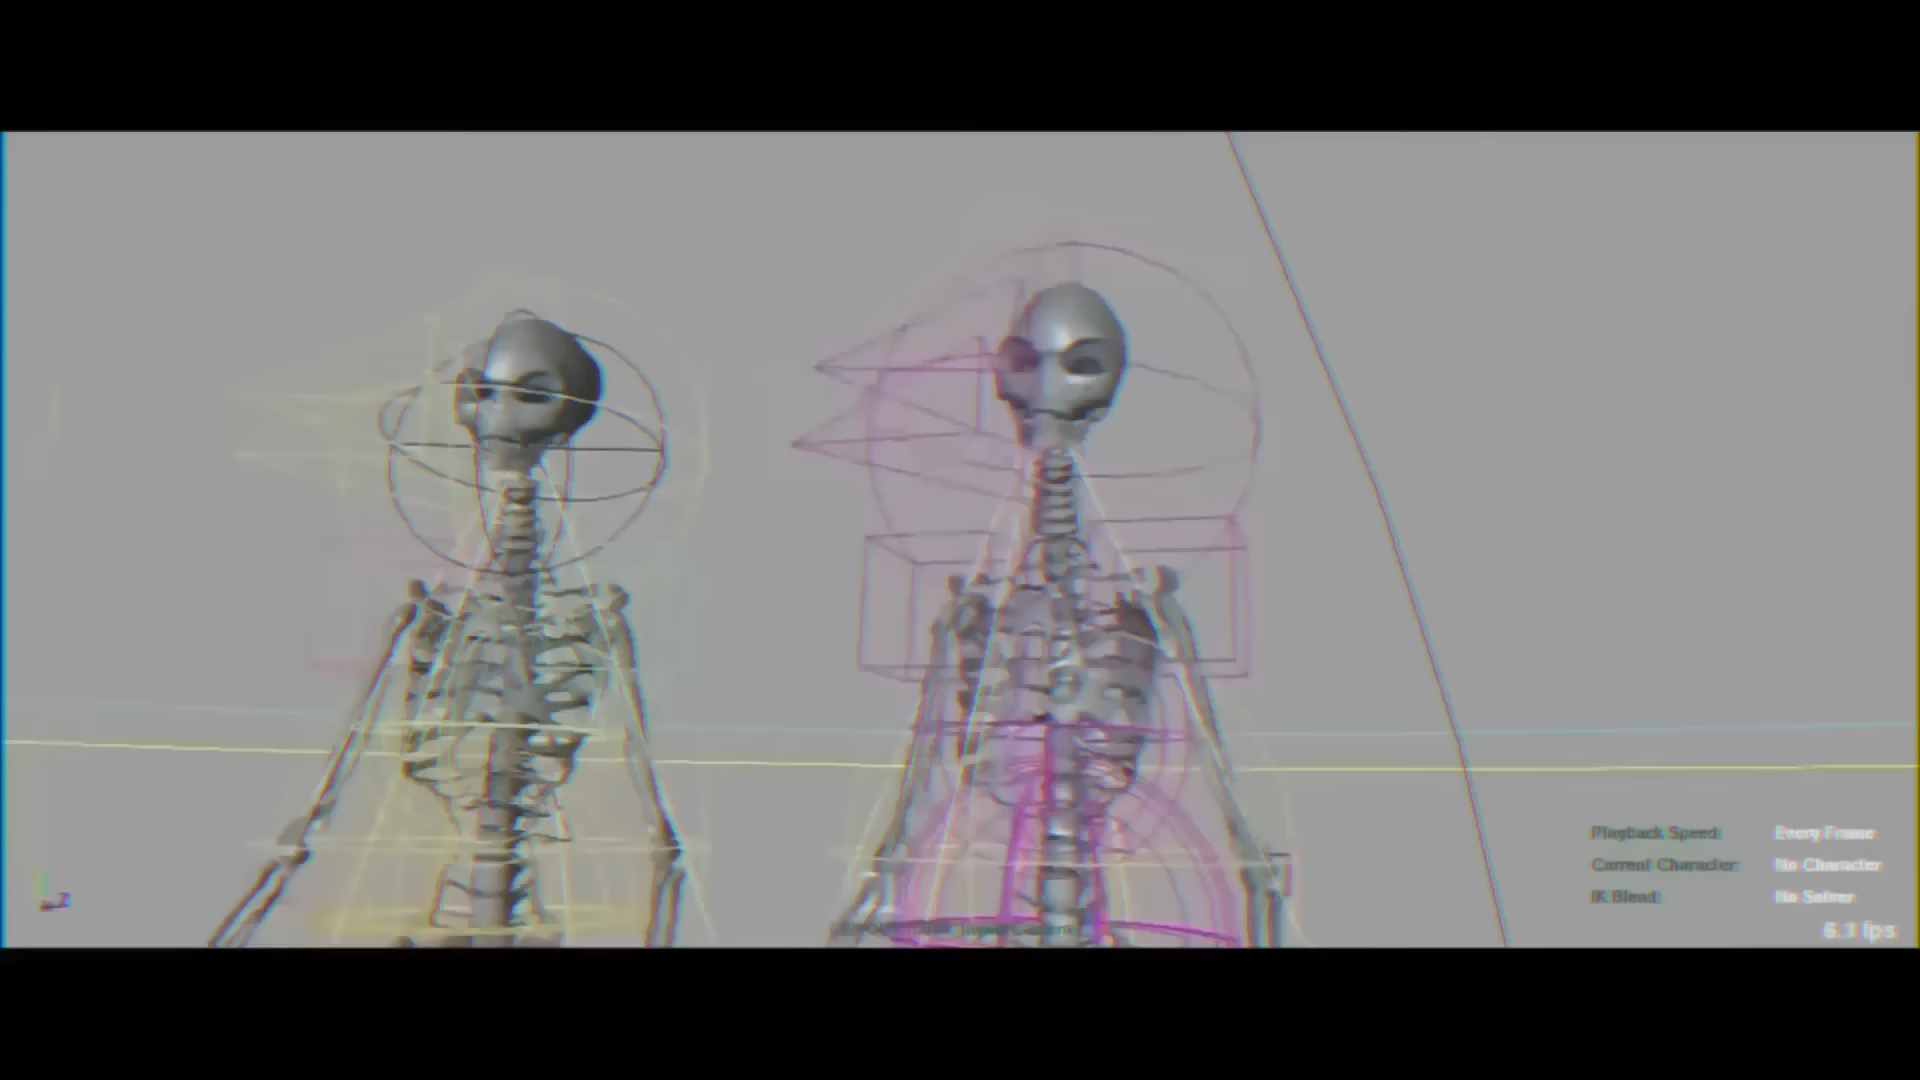 Playback Speed: Every Frame
Current Character: No Character
IK Blend: No Solver
6.1 fps